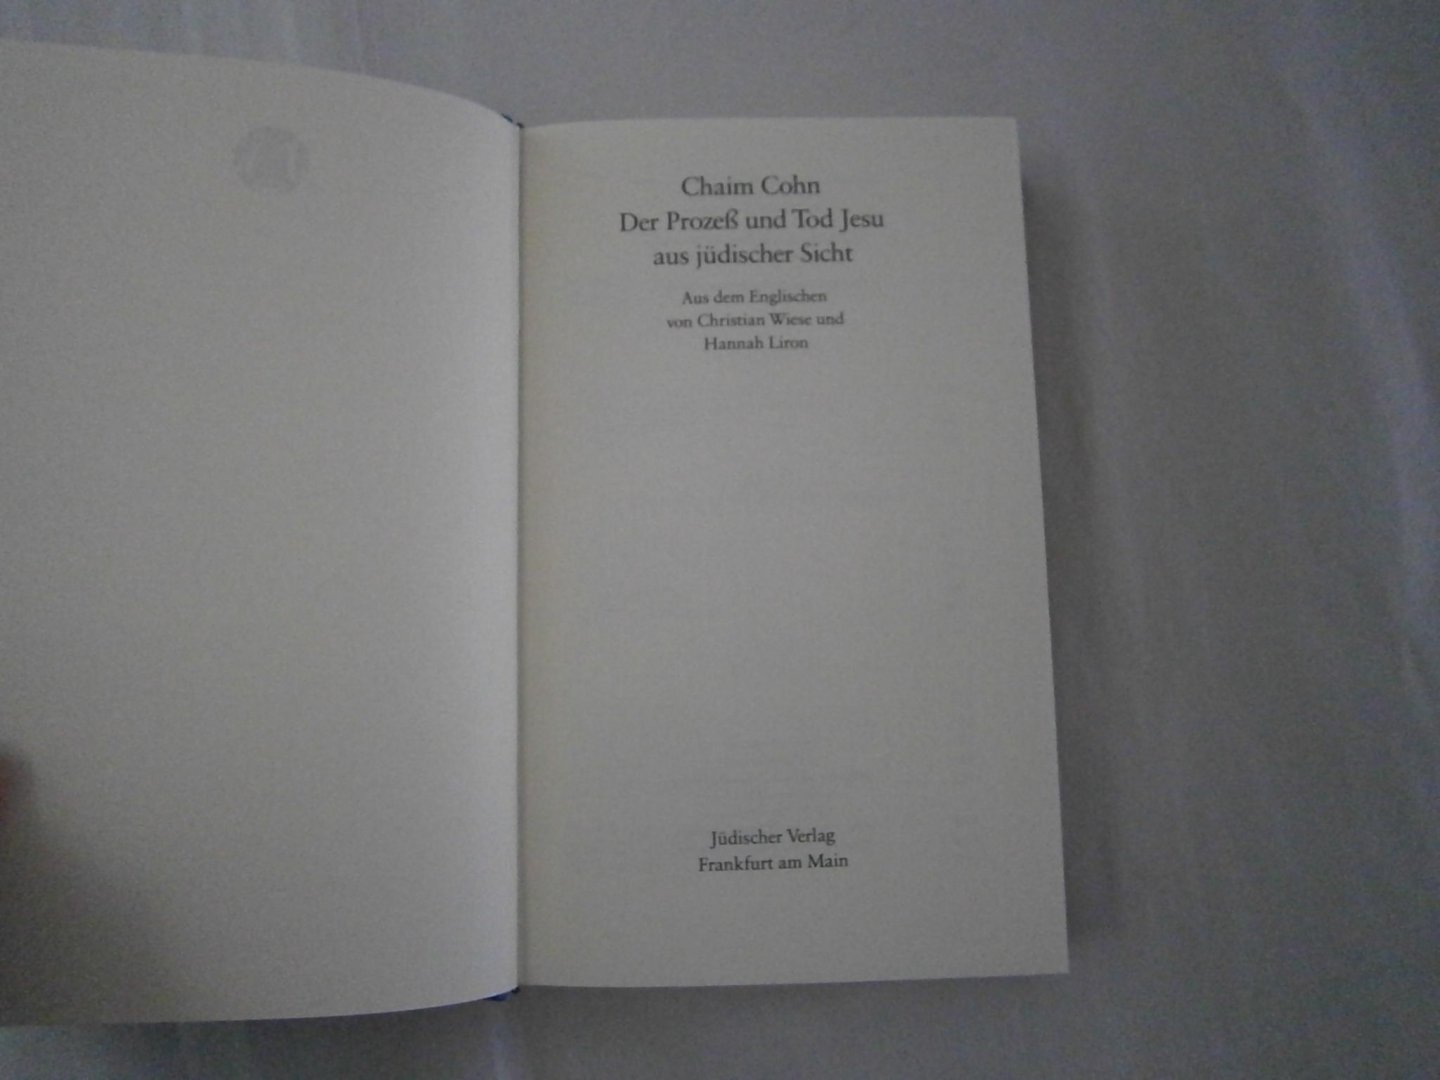 Chaim Cohn
Der Prozeß und Tod Jesu
aus jüdischer Sicht
Aus dem Englischen
von Christian Wiese und
Hannah Liron
Jüdischer Verlag
Frankfurt am Main